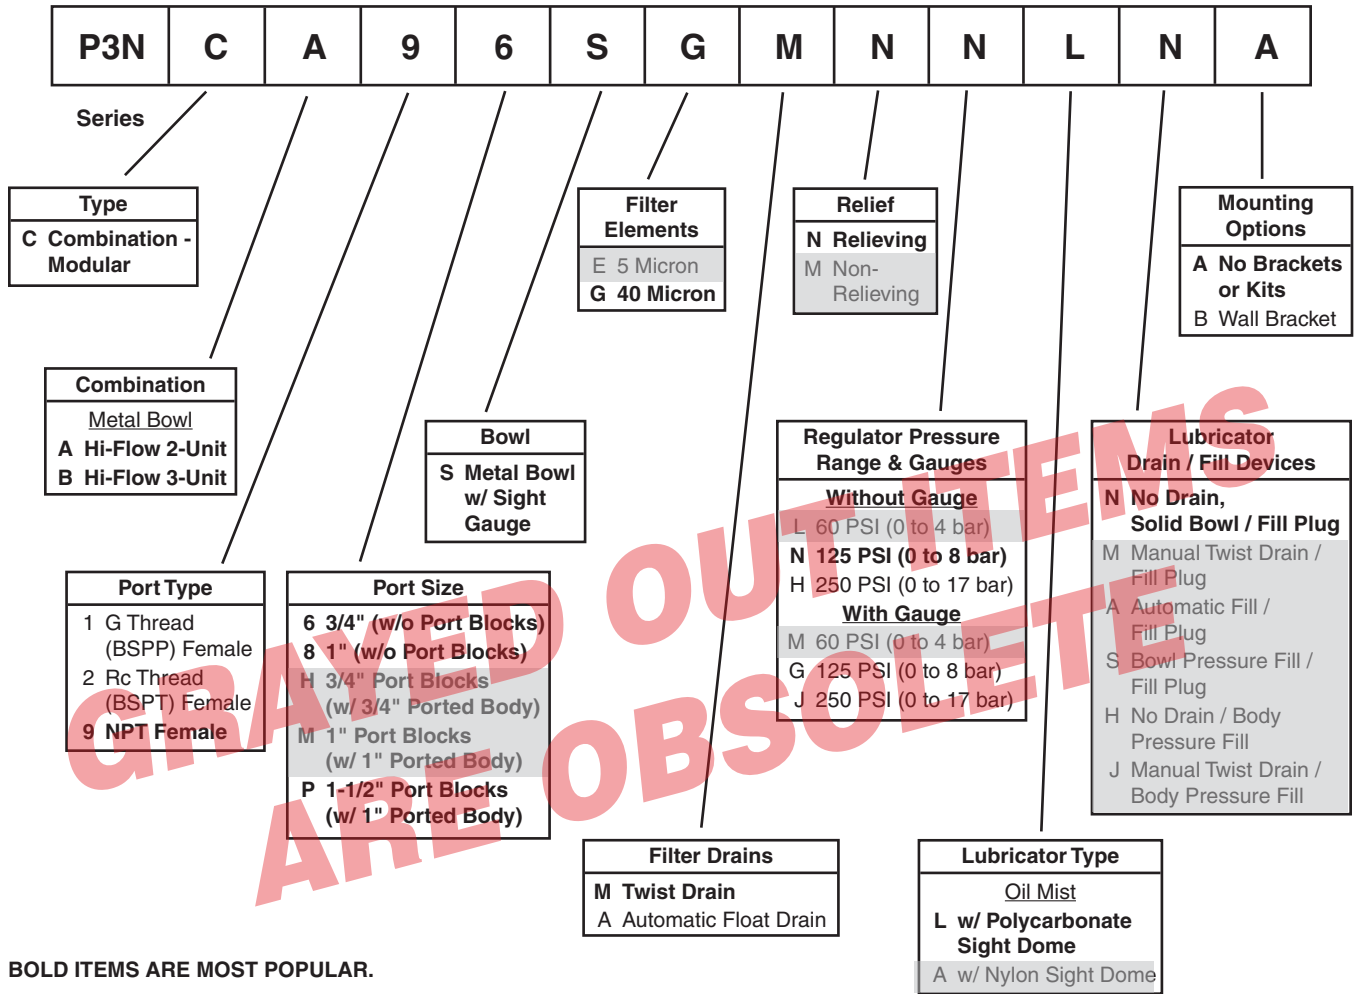 P3N C A 9 6 S G M N N L N A
Series
Type
C Combination -
Modular
Filter
Elements
E 5 Micron
G 40 Micron
Relief
N Relieving
M Non-
Relieving
Mounting
Options
A No Brackets
or Kits
B Wall Bracket
Combination
Metal Bowl
A Hi-Flow 2-Unit
B Hi-Flow 3-Unit
Bowl
S Metal Bowl
w/ Sight
Gauge
Regulator Pressure
Range & Gauges
Without Gauge
L 60 PSI (0 to 4 bar)
N 125 PSI (0 to 8 bar)
H 250 PSI (0 to 17 bar)
With Gauge
M 60 PSI (0 to 4 bar)
G 125 PSI (0 to 8 bar)
J 250 PSI (0 to 17 bar)
Lubricator
Drain / Fill Devices
N No Drain,
Solid Bowl / Fill Plug
M Manual Twist Drain /
Fill Plug
A Automatic Fill /
Fill Plug
S Bowl Pressure Fill /
Fill Plug
H No Drain / Body
Pressure Fill
J Manual Twist Drain /
Body Pressure Fill
Port Type
1 G Thread
(BSPP) Female
2 Rc Thread
(BSPT) Female
9 NPT Female
Port Size
6 3/4" (w/o Port Blocks)
8 1" (w/o Port Blocks)
H 3/4" Port Blocks
(w/ 3/4" Ported Body)
M 1" Port Blocks
(w/ 1" Ported Body)
P 1-1/2" Port Blocks
(w/ 1" Ported Body)
GRAYED OUT ITEMS
ARE OBSOLETE
Filter Drains
M Twist Drain
A Automatic Float Drain
Lubricator Type
Oil Mist
L w/ Polycarbonate
Sight Dome
A w/ Nylon Sight Dome
BOLD ITEMS ARE MOST POPULAR.